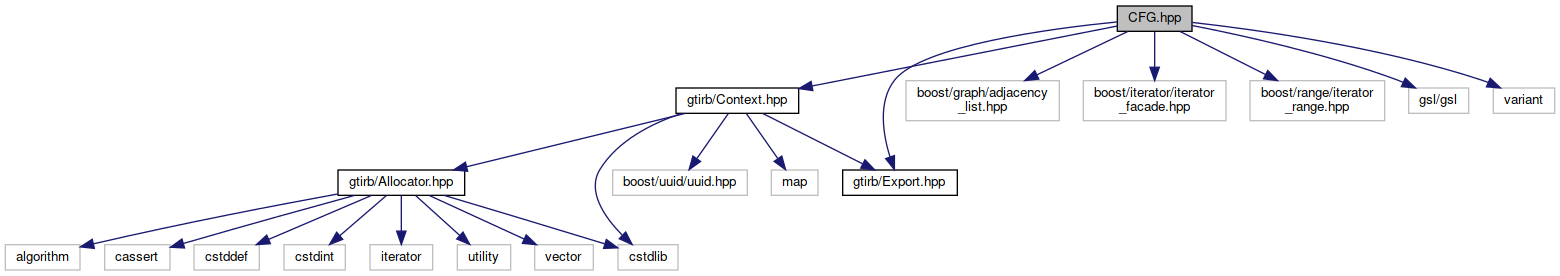 CFG.hpp
gtirb/Context.hpp
boost/graph/adjacency
_list.hpp
boost/iterator/iterator
_facade.hpp
boost/range/iterator
_range.hpp
gsl/gsl
variant
gtirb/Allocator.hpp
boost/uuid/uuid.hpp
map
gtirb/Export.hpp
algorithm
cassert
cstddef
cstdint
iterator
utility
vector
cstdlib